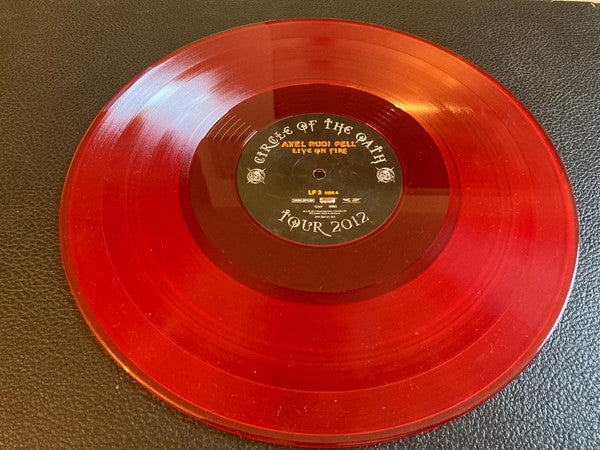 CIRCLE OF THE OATH
AXEL RUDI PELL
LIVE ON FIRE
LP 3 SIDE A
TOUR 2012